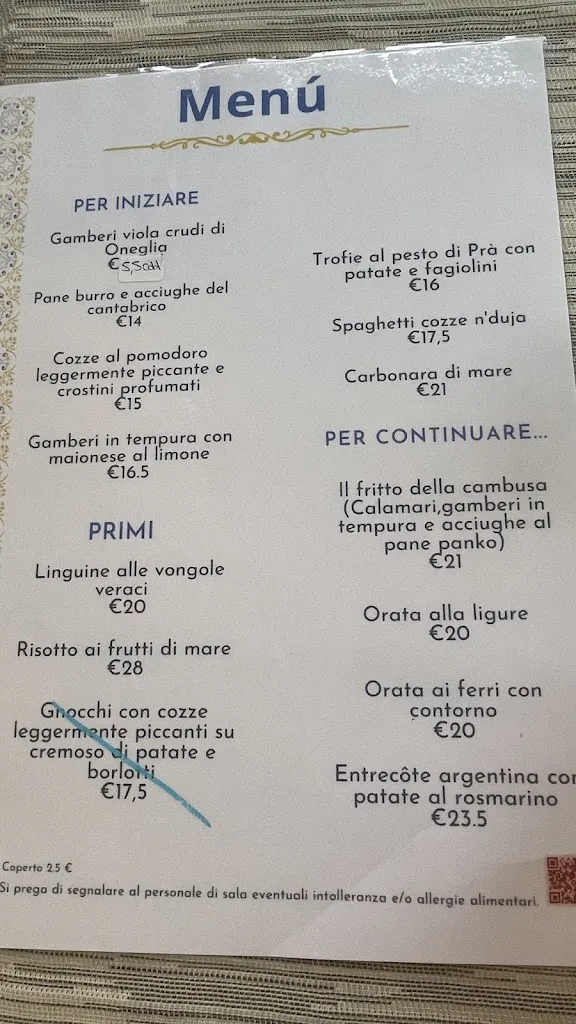 Menú
PER INIZIARE
Gamberi viola crudi di
Oneglia
€ 5,50
Pane burro e acciughe del
cantabrico
€14
Cozze al pomodoro
leggermente piccante e
crostini profumati
€15
Gamberi in tempura con
maionese al limone
€16.5
PRIMI
Linguine alle vongole
veraci
€20
Risotto ai frutti di mare
€28
Gnocchi con cozze
leggermente piccanti su
cremoso di patate e
borlotti
€17,5
Trofie al pesto di Prà con
patate e fagiolini
€16
Spaghetti cozze n'duja
€17,5
Carbonara di mare
€21
PER CONTINUARE...
Il fritto della cambusa
(Calamari,gamberi in
tempura e acciughe al
pane panko)
€21
Orata alla ligure
€20
Orata ai ferri con
contorno
€20
Entrecôte argentina con
patate al rosmarino
€23.5
Coperto 2.5 €
Si prega di segnalare al personale di sala eventuali intolleranza e/o allergie alimentari.